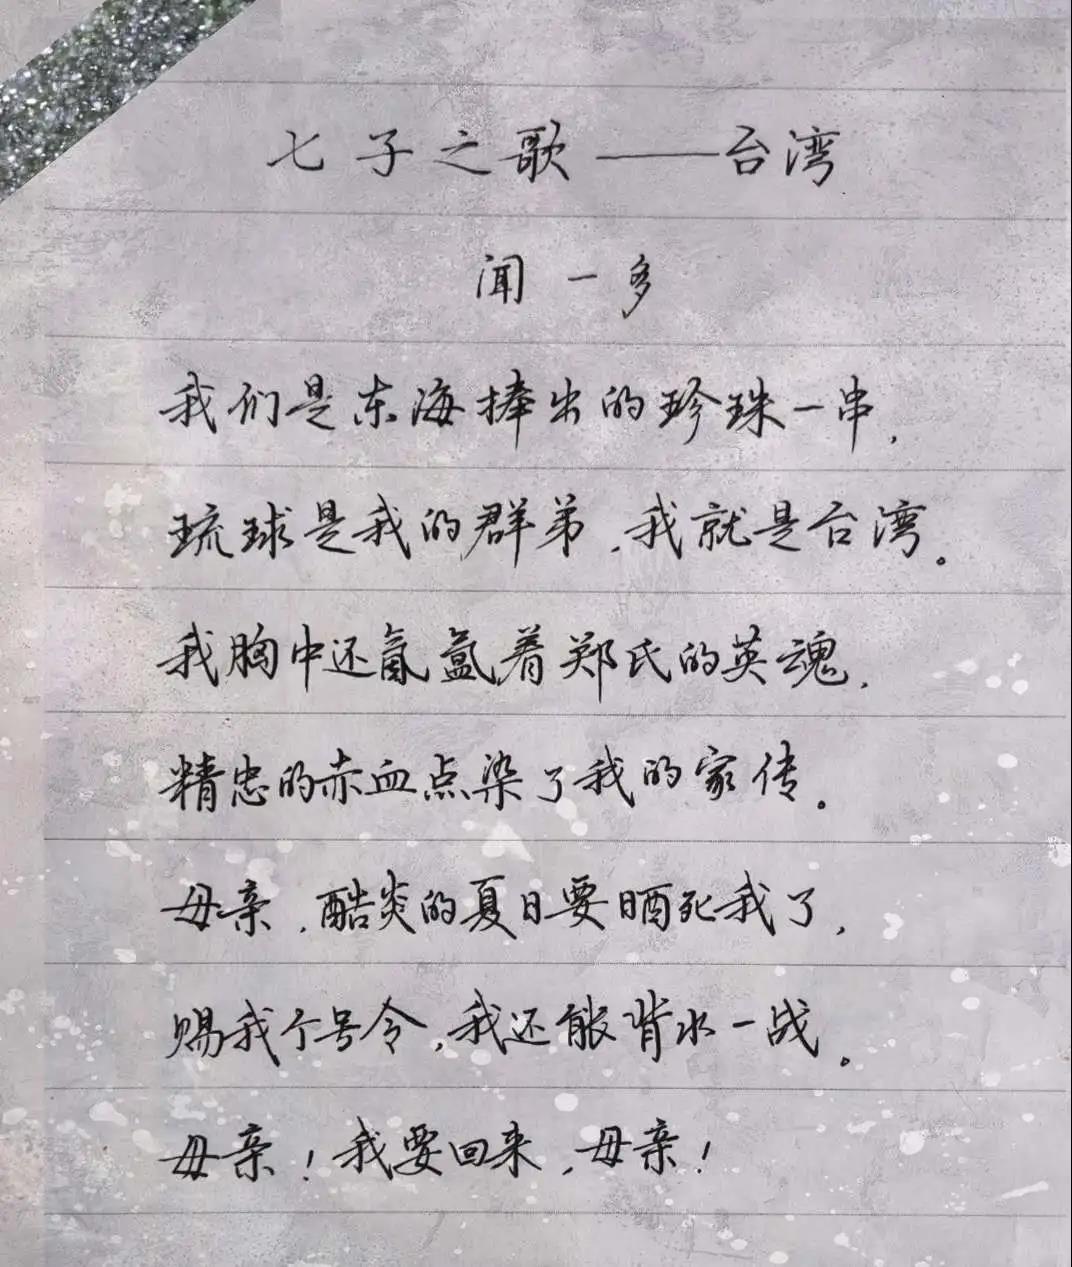 七子之歌——台湾
闻一多
我们是东海捧出的珍珠一串,
琉球是我的群弟,我就是台湾。
我胸中还氤氲着郑氏的英魂,
精忠的赤血点染了我的家传。
母亲,酷炎的夏日要晒死我了,
赐我个号令,我还能背水一战。
母亲!我要回来,母亲!